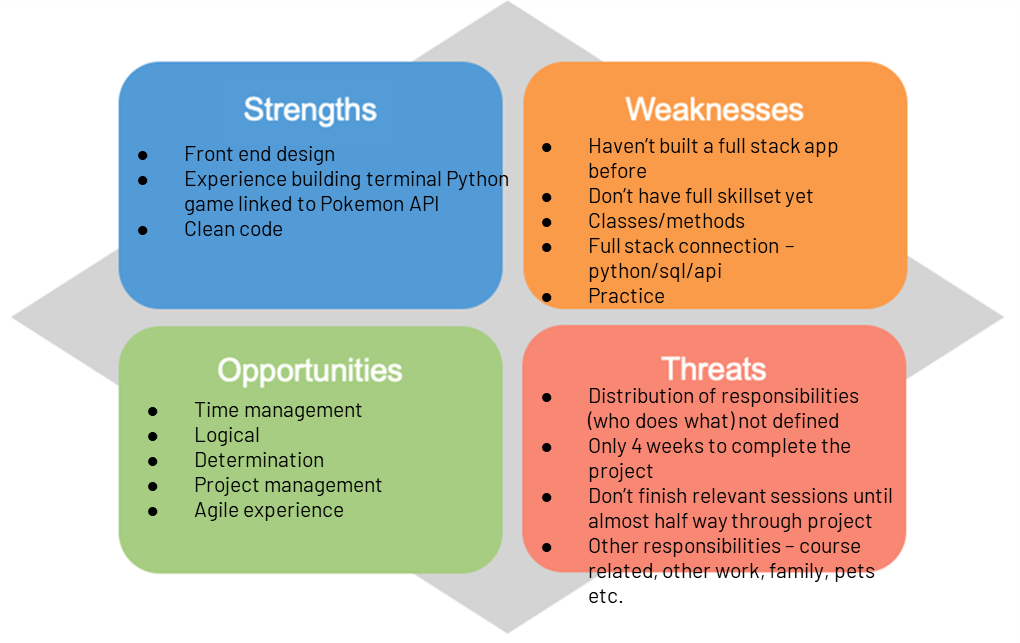 Strengths
● Front end design
● Experience building terminal Python
game linked to Pokemon API
● Clean code
Weaknesses
● Haven’t built a full stack app
before
● Don’t have full skillset yet
● Classes/methods
● Full stack connection –
python/sql/api
● Practice
Opportunities
● Time management
● Logical
● Determination
● Project management
● Agile experience
Threats
● Distribution of responsibilities
(who does what) not defined
● Only 4 weeks to complete the
project
● Don’t finish relevant sessions until
almost half way through project
● Other responsibilities – course
related, other work, family, pets
etc.